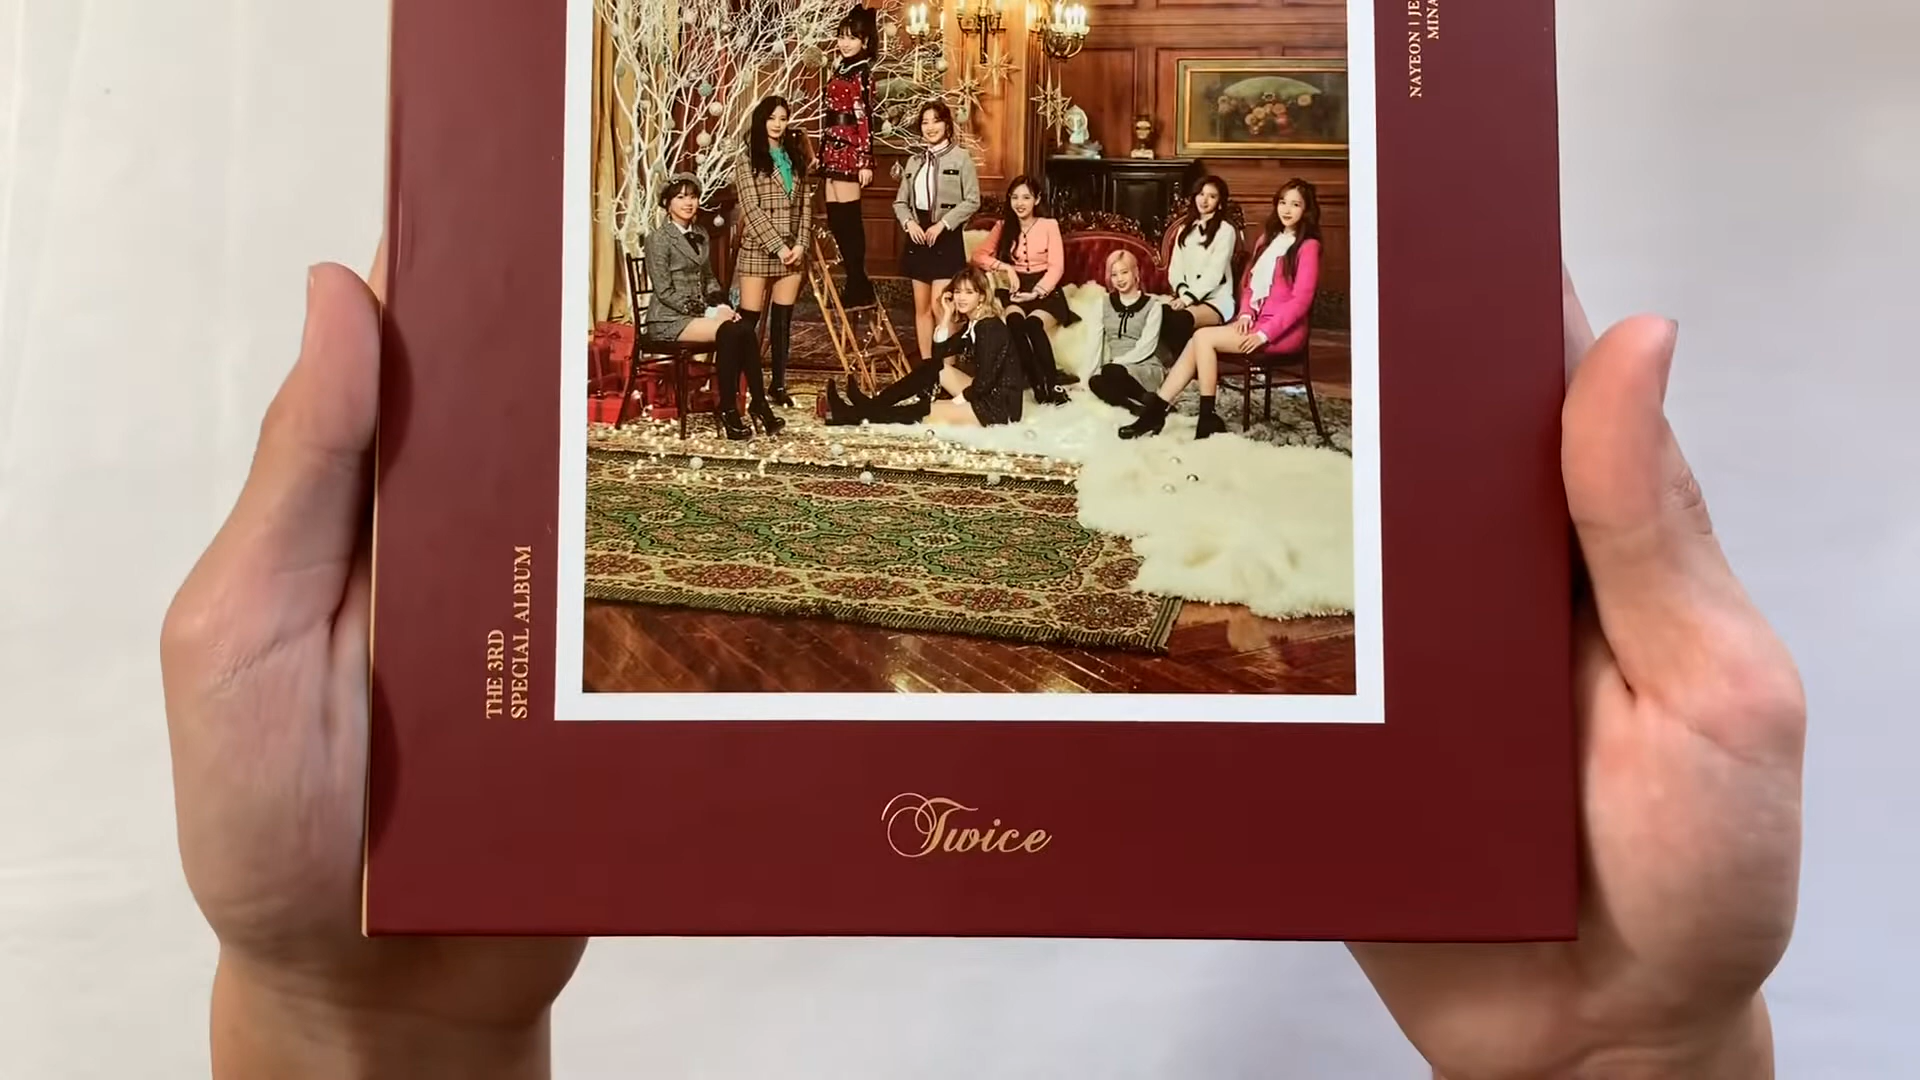 NAYEON | JE
MINA
THE 3RD
SPECIAL ALBUM
Twice